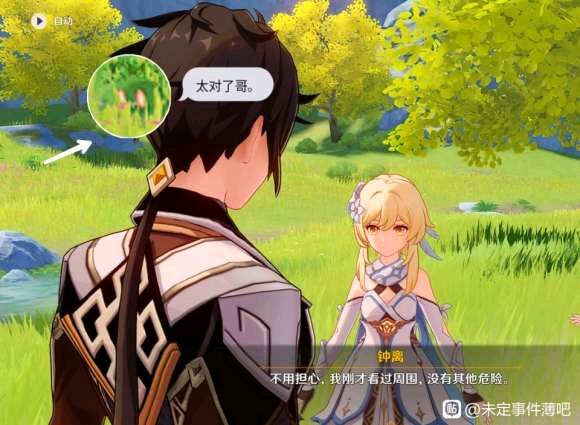 自动
太对了哥。
钟离
不用担心，我刚才看过周围，没有其他危险。
贴 @未定事件薄吧